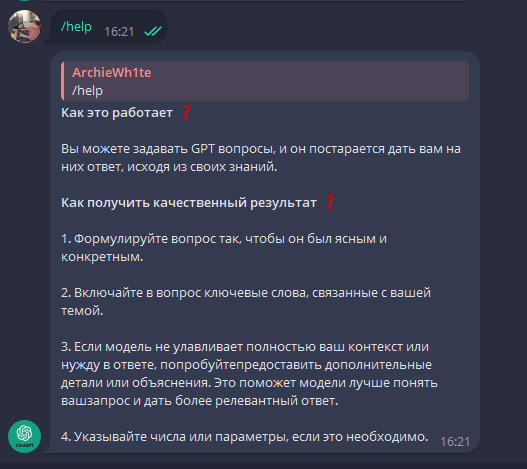 /help
16:21
ArchieWh1te
/help
Как это работает ❓
Вы можете задавать GPT вопросы, и он постарается дать вам на
них ответ, исходя из своих знаний.
Как получить качественный результат ❓
1. Формулируйте вопрос так, чтобы он был ясным и
конкретным.
2. Включайте в вопрос ключевые слова, связанные с вашей
темой.
3. Если модель не улавливает полностью ваш контекст или
нужду в ответе, попробуйтепредоставить дополнительные
детали или объяснения. Это поможет модели лучше понять
вашзапрос и дать более релевантный ответ.
4. Указывайте числа или параметры, если это необходимо.
16:21